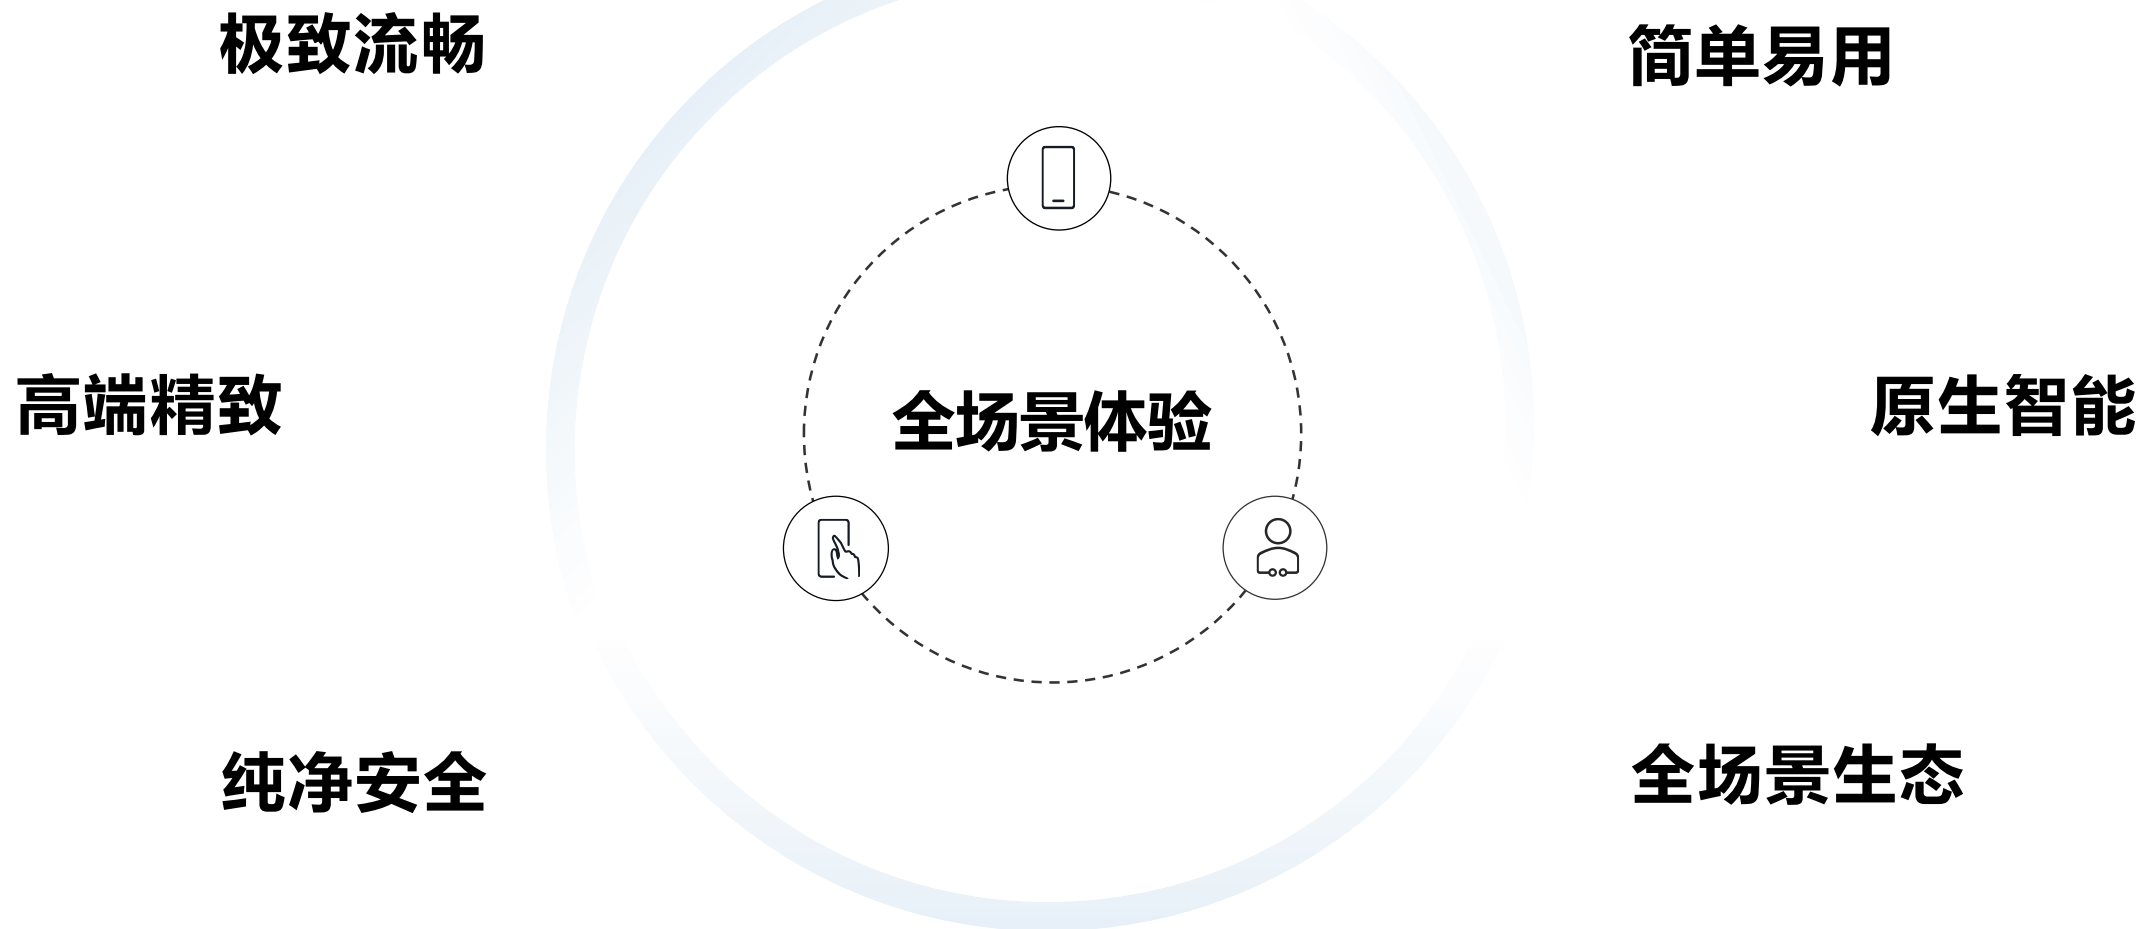 极致流畅
简单易用
高端精致
全场景体验
原生智能
纯净安全
全场景生态